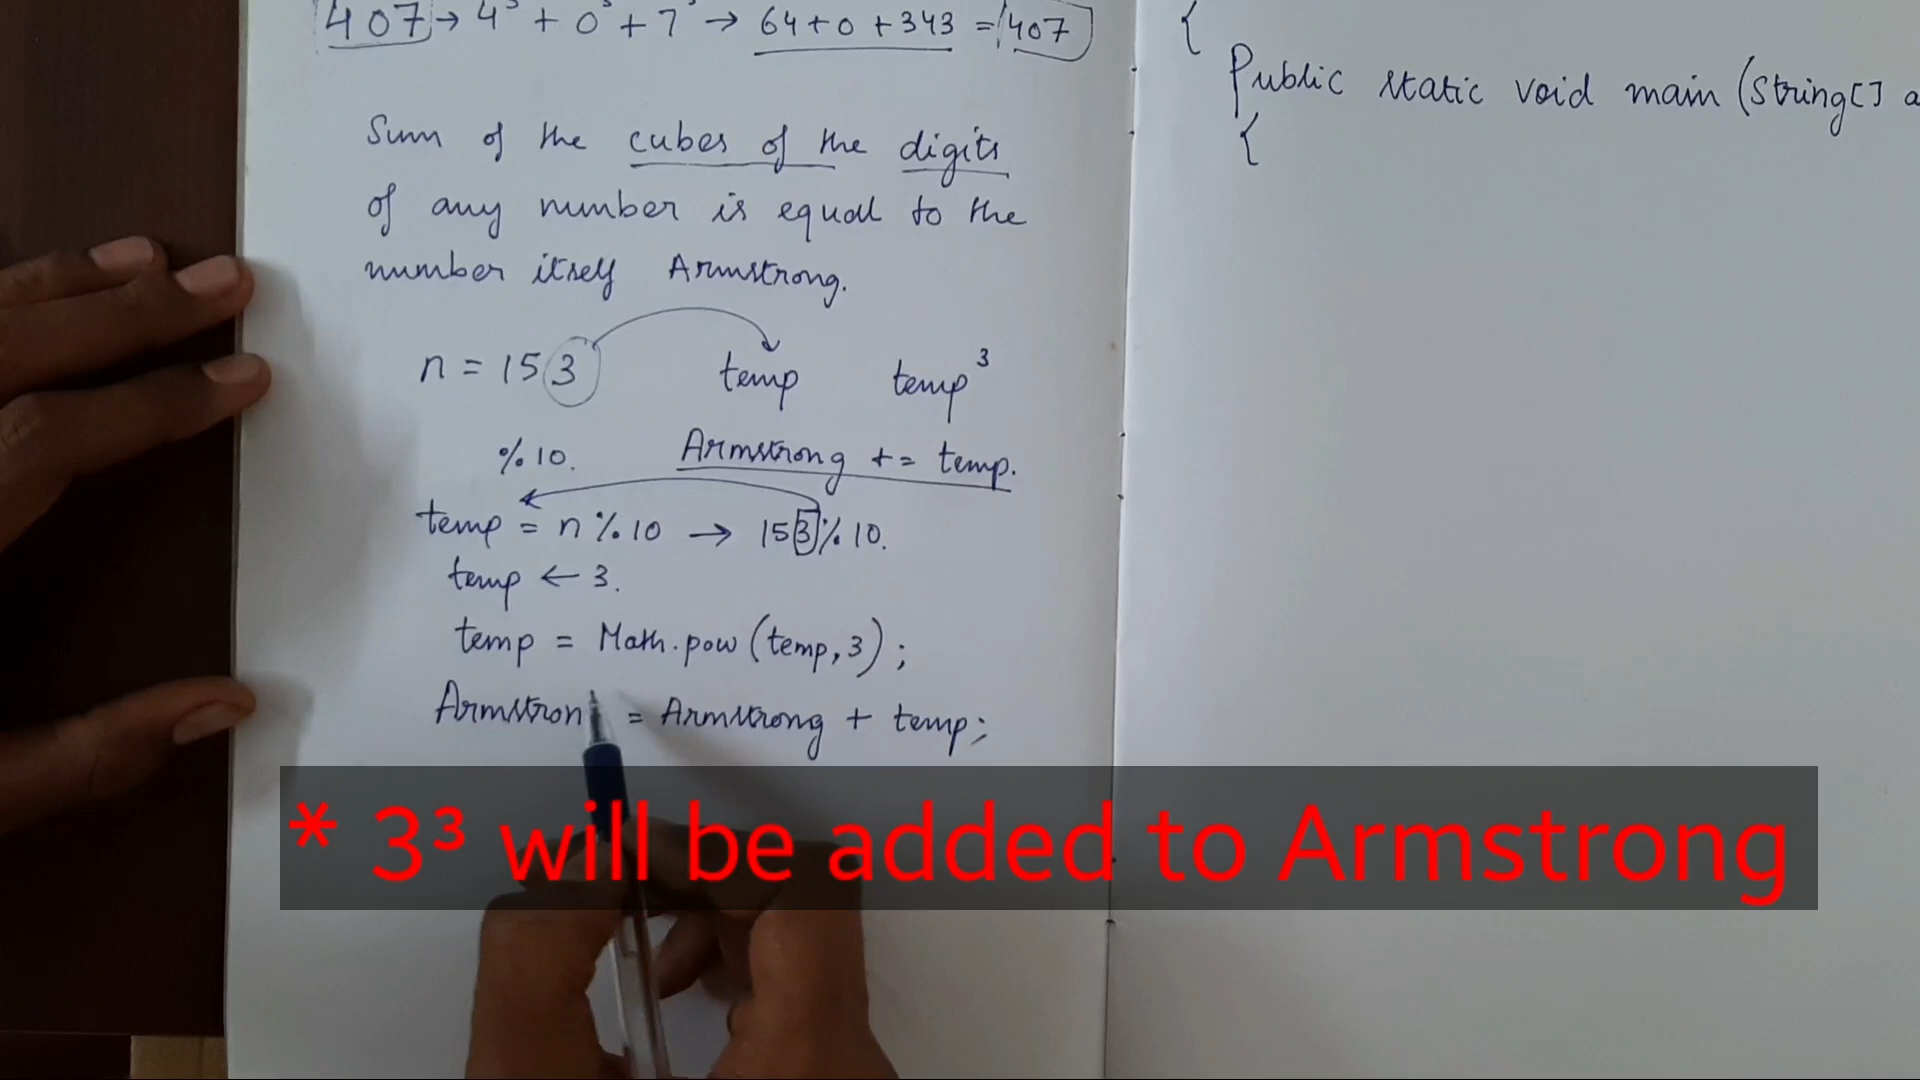 407 → 4³ + 0³ + 7³ → 64 + 0 + 343 = 407
Sum of the cubes of the digits
of any number is equal to the
number itself Armstrong.
n = 153 temp temp³
% 10. Armstrong += temp.
temp = n % 10 → 153 % 10.
temp ← 3.
temp = Math.pow (temp, 3);
Armstron = Armstrong + temp;
{
Public static void main (String[] a
{
* 3³ will be added to Armstrong